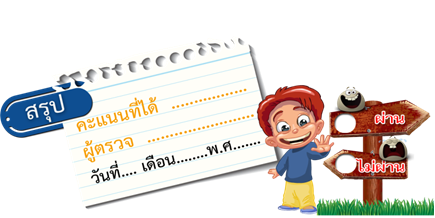 สรุป
คะแนนที่ได้ ..................
ผู้ตรวจ ..........................
วันที่.... เดือน........พ.ศ.......
ผ่าน
ไม่ผ่าน